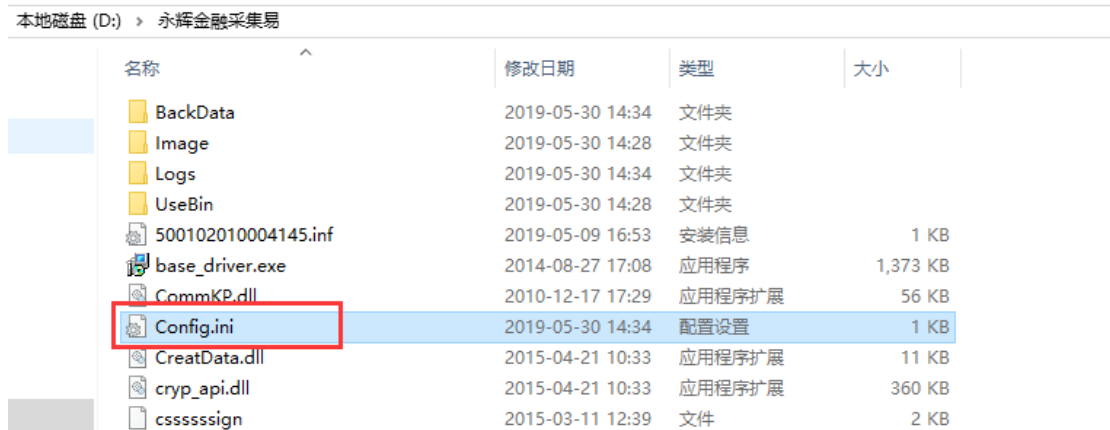 本地磁盘 (D:) › 永辉金融采集易
名称 修改日期 类型 大小
BackData 2019-05-30 14:34 文件夹
Image 2019-05-30 14:28 文件夹
Logs 2019-05-30 14:34 文件夹
UseBin 2019-05-30 14:28 文件夹
500102010004145.inf 2019-05-09 16:53 安装信息 1 KB
base_driver.exe 2014-08-27 17:08 应用程序 1,373 KB
CommKP.dll 2010-12-17 17:29 应用程序扩展 56 KB
Config.ini 2019-05-30 14:34 配置设置 1 KB
CreatData.dll 2015-04-21 10:33 应用程序扩展 11 KB
cryp_api.dll 2015-04-21 10:33 应用程序扩展 360 KB
cssssssign 2015-03-11 12:39 文件 2 KB